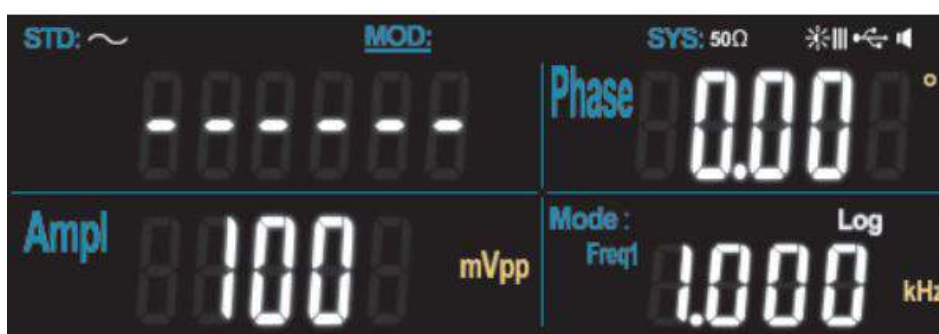 STD: MOD: SYS: 50Ω
------ Phase 0.00 °
Ampl 100 mVpp Mode: Log
Freq1 1.000 kHz